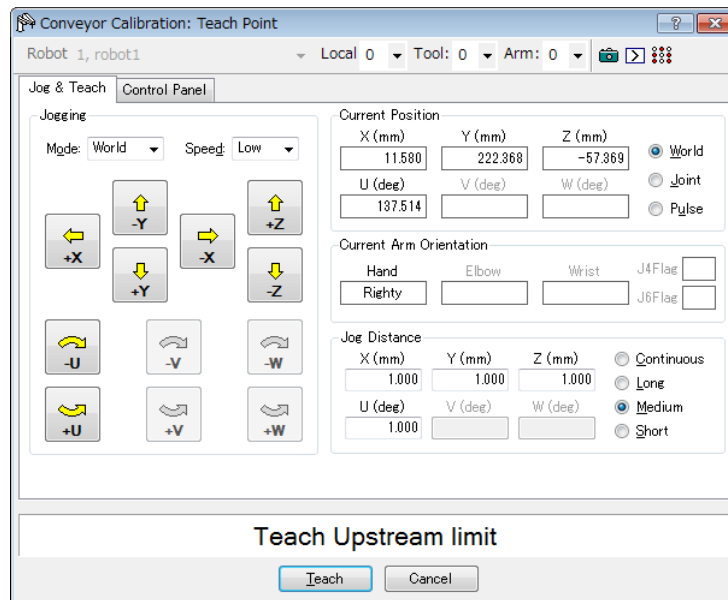 Conveyor Calibration: Teach Point
Robot 1, robot1 Local 0 Tool: 0 Arm: 0
Jog & Teach Control Panel
Jogging
Mode: World Speed: Low
-Y
+Z
+X
-X
+Y
-Z
-U -V -W
+U +V +W
Current Position
X (mm) Y (mm) Z (mm)
11.580 222.368 -57.369
U (deg) V (deg) W (deg)
137.514
World
Joint
Pulse
Current Arm Orientation
Hand Elbow Wrist J4Flag
Righty J6Flag
Jog Distance
X (mm) Y (mm) Z (mm)
1.000 1.000 1.000
U (deg) V (deg) W (deg)
1.000
Continuous
Long
Medium
Short
Teach Upstream limit
Teach Cancel